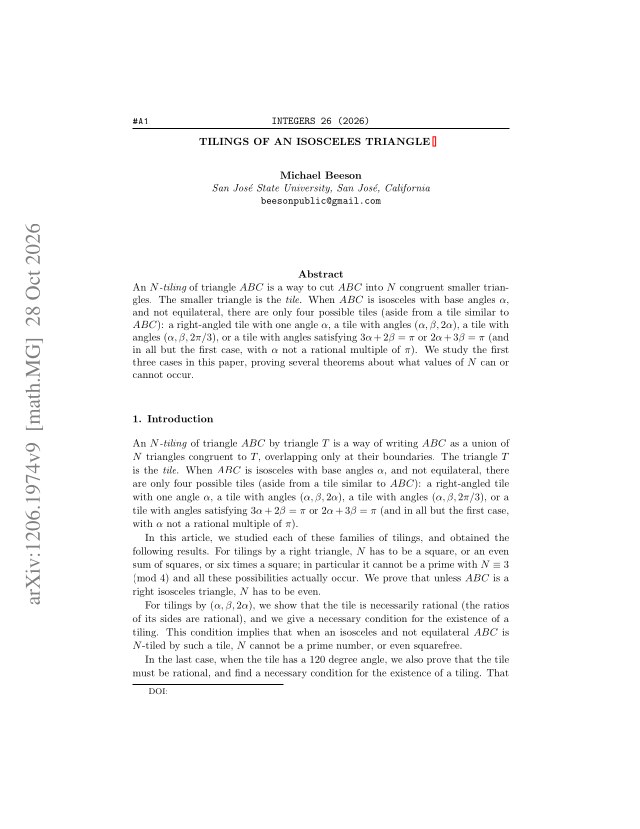 #A1 INTEGERS 26 (2026)
TILINGS OF AN ISOSCELES TRIANGLE
Michael Beeson
San José State University, San José, California
beesonpublic@gmail.com
Abstract
An N-tiling of triangle ABC is a way to cut ABC into N congruent smaller trian-
gles. The smaller triangle is the tile. When ABC is isosceles with base angles α,
and not equilateral, there are only four possible tiles (aside from a tile similar to
ABC): a right-angled tile with one angle α, a tile with angles (α, β, 2α), a tile with
angles (α, β, 2π/3), or a tile with angles satisfying 3α + 2β = π or 2α + 3β = π (and
in all but the first case, with α not a rational multiple of π). We study the first
three cases in this paper, proving several theorems about what values of N can or
cannot occur.
1. Introduction
An N-tiling of triangle ABC by triangle T is a way of writing ABC as a union of
N triangles congruent to T, overlapping only at their boundaries. The triangle T
is the tile. When ABC is isosceles with base angles α, and not equilateral, there
are only four possible tiles (aside from a tile similar to ABC): a right-angled tile
with one angle α, a tile with angles (α, β, 2α), a tile with angles (α, β, 2π/3), or a
tile with angles satisfying 3α + 2β = π or 2α + 3β = π (and in all but the first case,
with α not a rational multiple of π).
In this article, we studied each of these families of tilings, and obtained the
following results. For tilings by a right triangle, N has to be a square, or an even
sum of squares, or six times a square; in particular it cannot be a prime with N ≡ 3
(mod 4) and all these possibilities actually occur. We prove that unless ABC is a
right isosceles triangle, N has to be even.
For tilings by (α, β, 2α), we show that the tile is necessarily rational (the ratios
of its sides are rational), and we give a necessary condition for the existence of a
tiling. This condition implies that when an isosceles and not equilateral ABC is
N-tiled by such a tile, N cannot be a prime number, or even squarefree.
In the last case, when the tile has a 120 degree angle, we also prove that the tile
must be rational, and find a necessary condition for the existence of a tiling. That
DOI:
arXiv:1206.1974v9 [math.MG] 28 Oct 2026